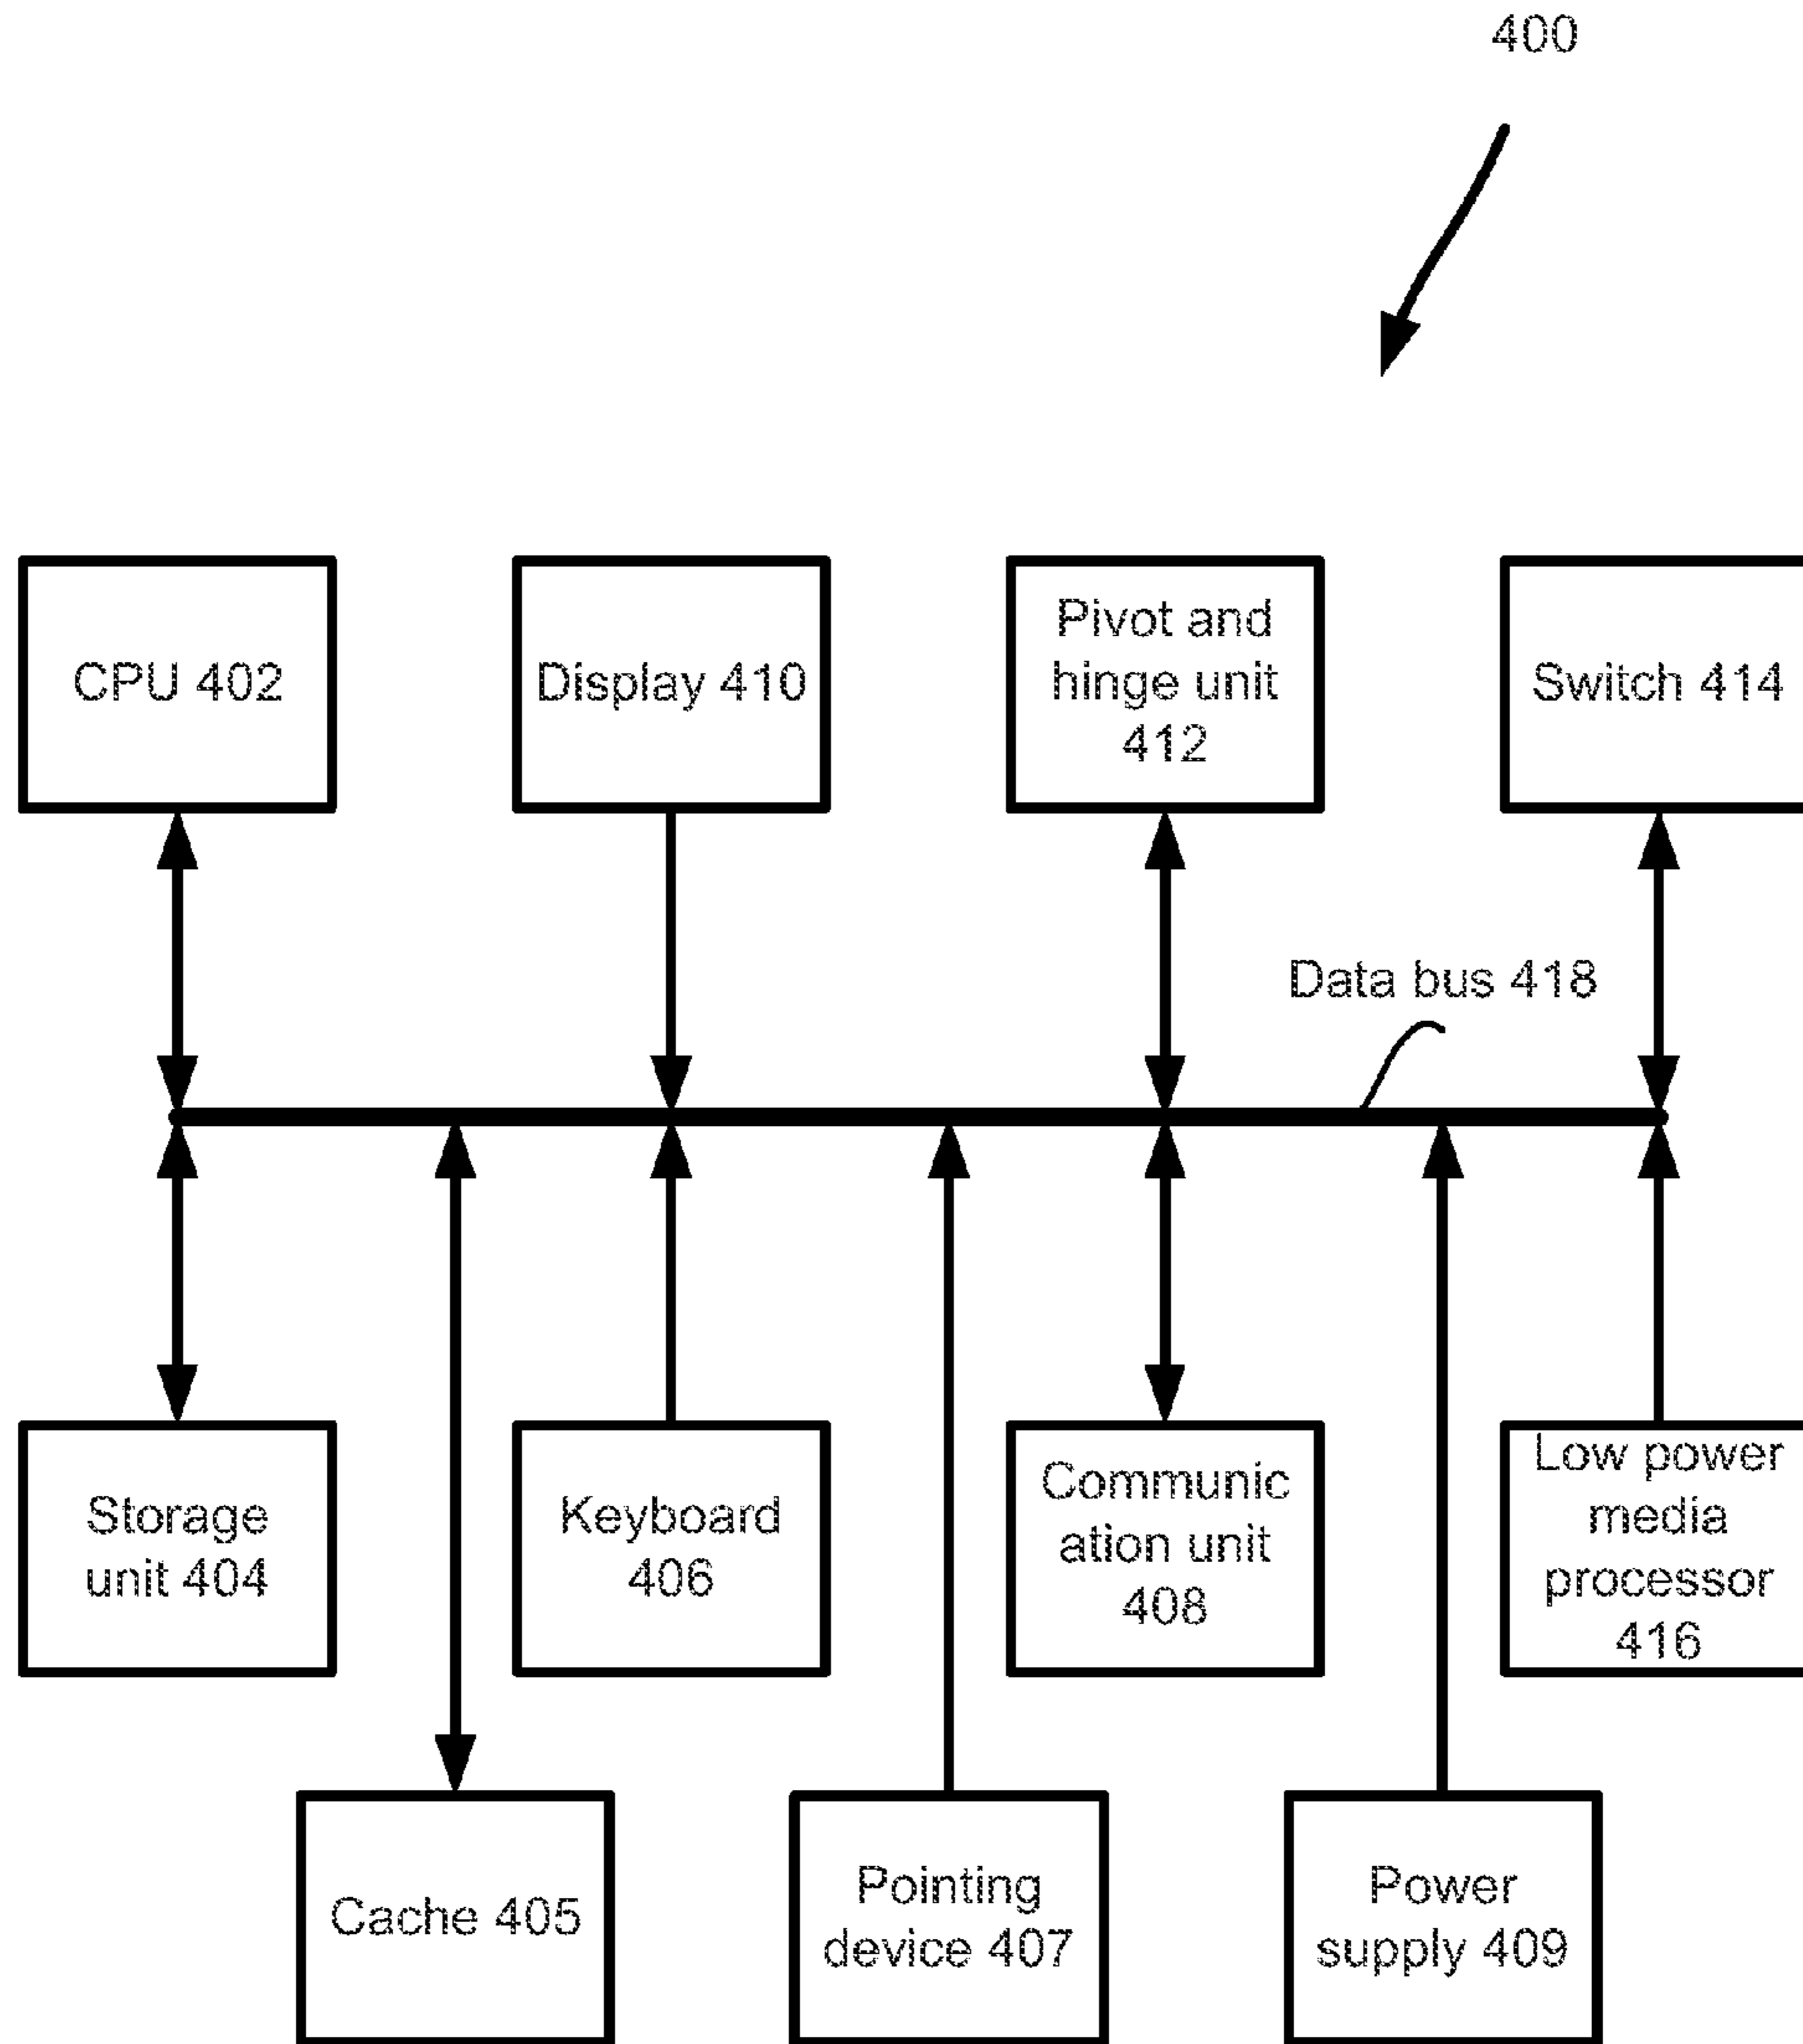 400
CPU 402
Display 410
Pivot and
hinge unit
412
Switch 414
Data bus 418
Storage
unit 404
Keyboard
406
Communic
ation unit
408
Low power
media
processor
416
Cache 405
Pointing
device 407
Power
supply 409